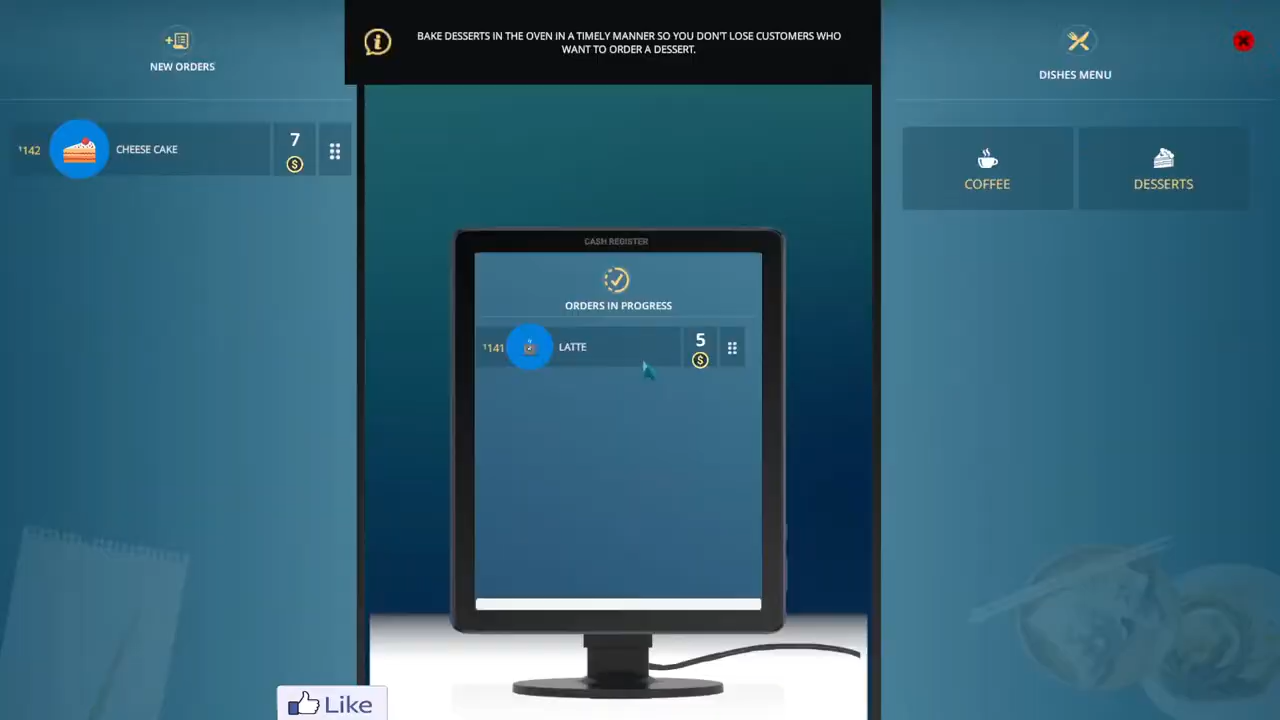 NEW ORDERS
BAKE DESSERTS IN THE OVEN IN A TIMELY MANNER SO YOU DON'T LOSE CUSTOMERS WHO
WANT TO ORDER A DESSERT.
DISHES MENU
142 CHEESE CAKE 7
COFFEE
DESSERTS
CASH REGISTER
ORDERS IN PROGRESS
141 LATTE 5
Like